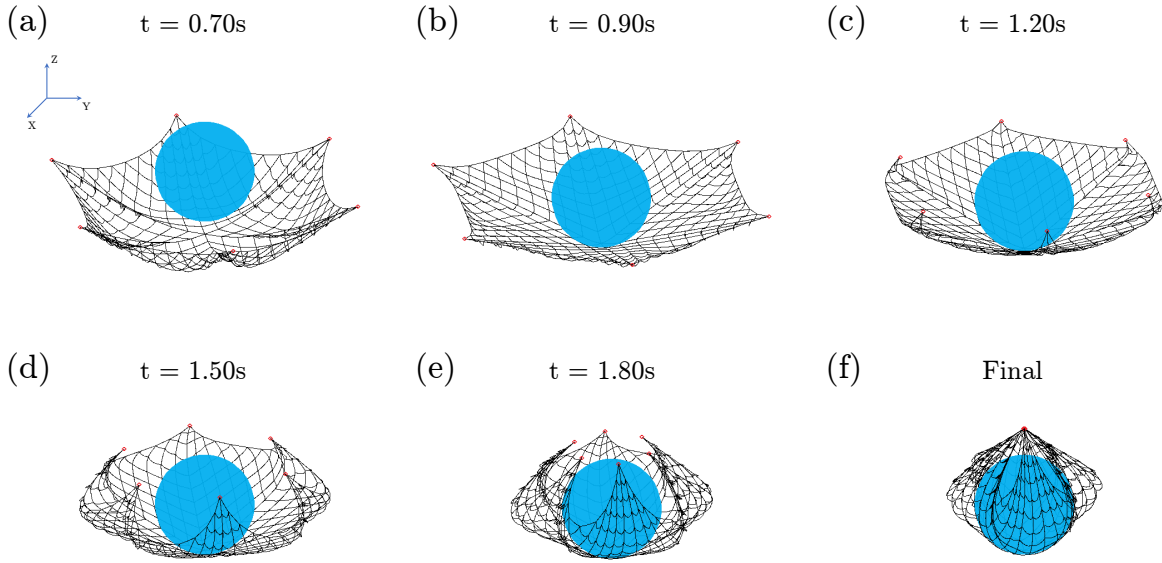 (a) t = 0.70s
(b) t = 0.90s
(c) t = 1.20s
Z
Y
X
(d) t = 1.50s
(e) t = 1.80s
(f) Final